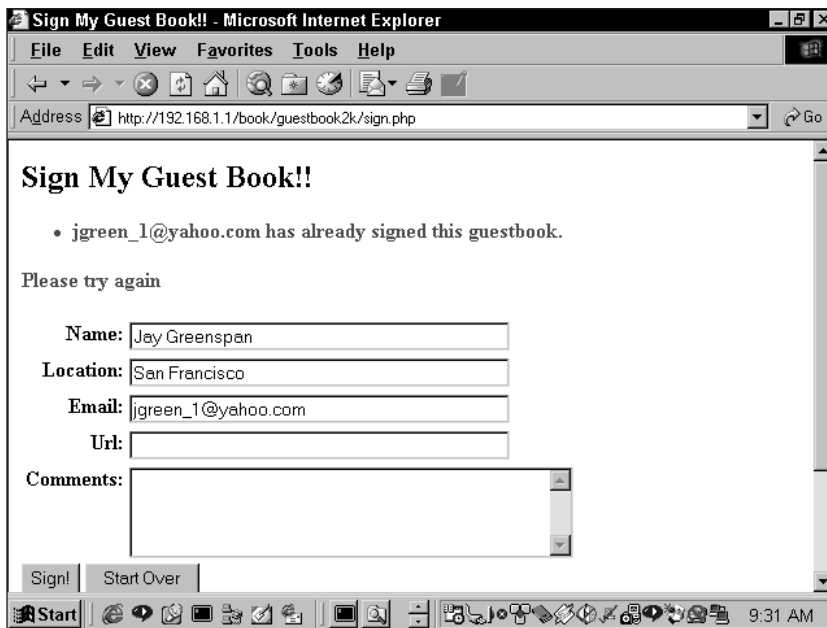 Sign My Guest Book!! - Microsoft Internet Explorer
File Edit View Favorites Tools Help
Address http://192.168.1.1/book/guestbook2k/sign.php Go
Sign My Guest Book!!
• jgreen_1@yahoo.com has already signed this guestbook.
Please try again
Name: Jay Greenspan
Location: San Francisco
Email: jgreen_1@yahoo.com
Url:
Comments:
Sign! Start Over
Start 9:31 AM